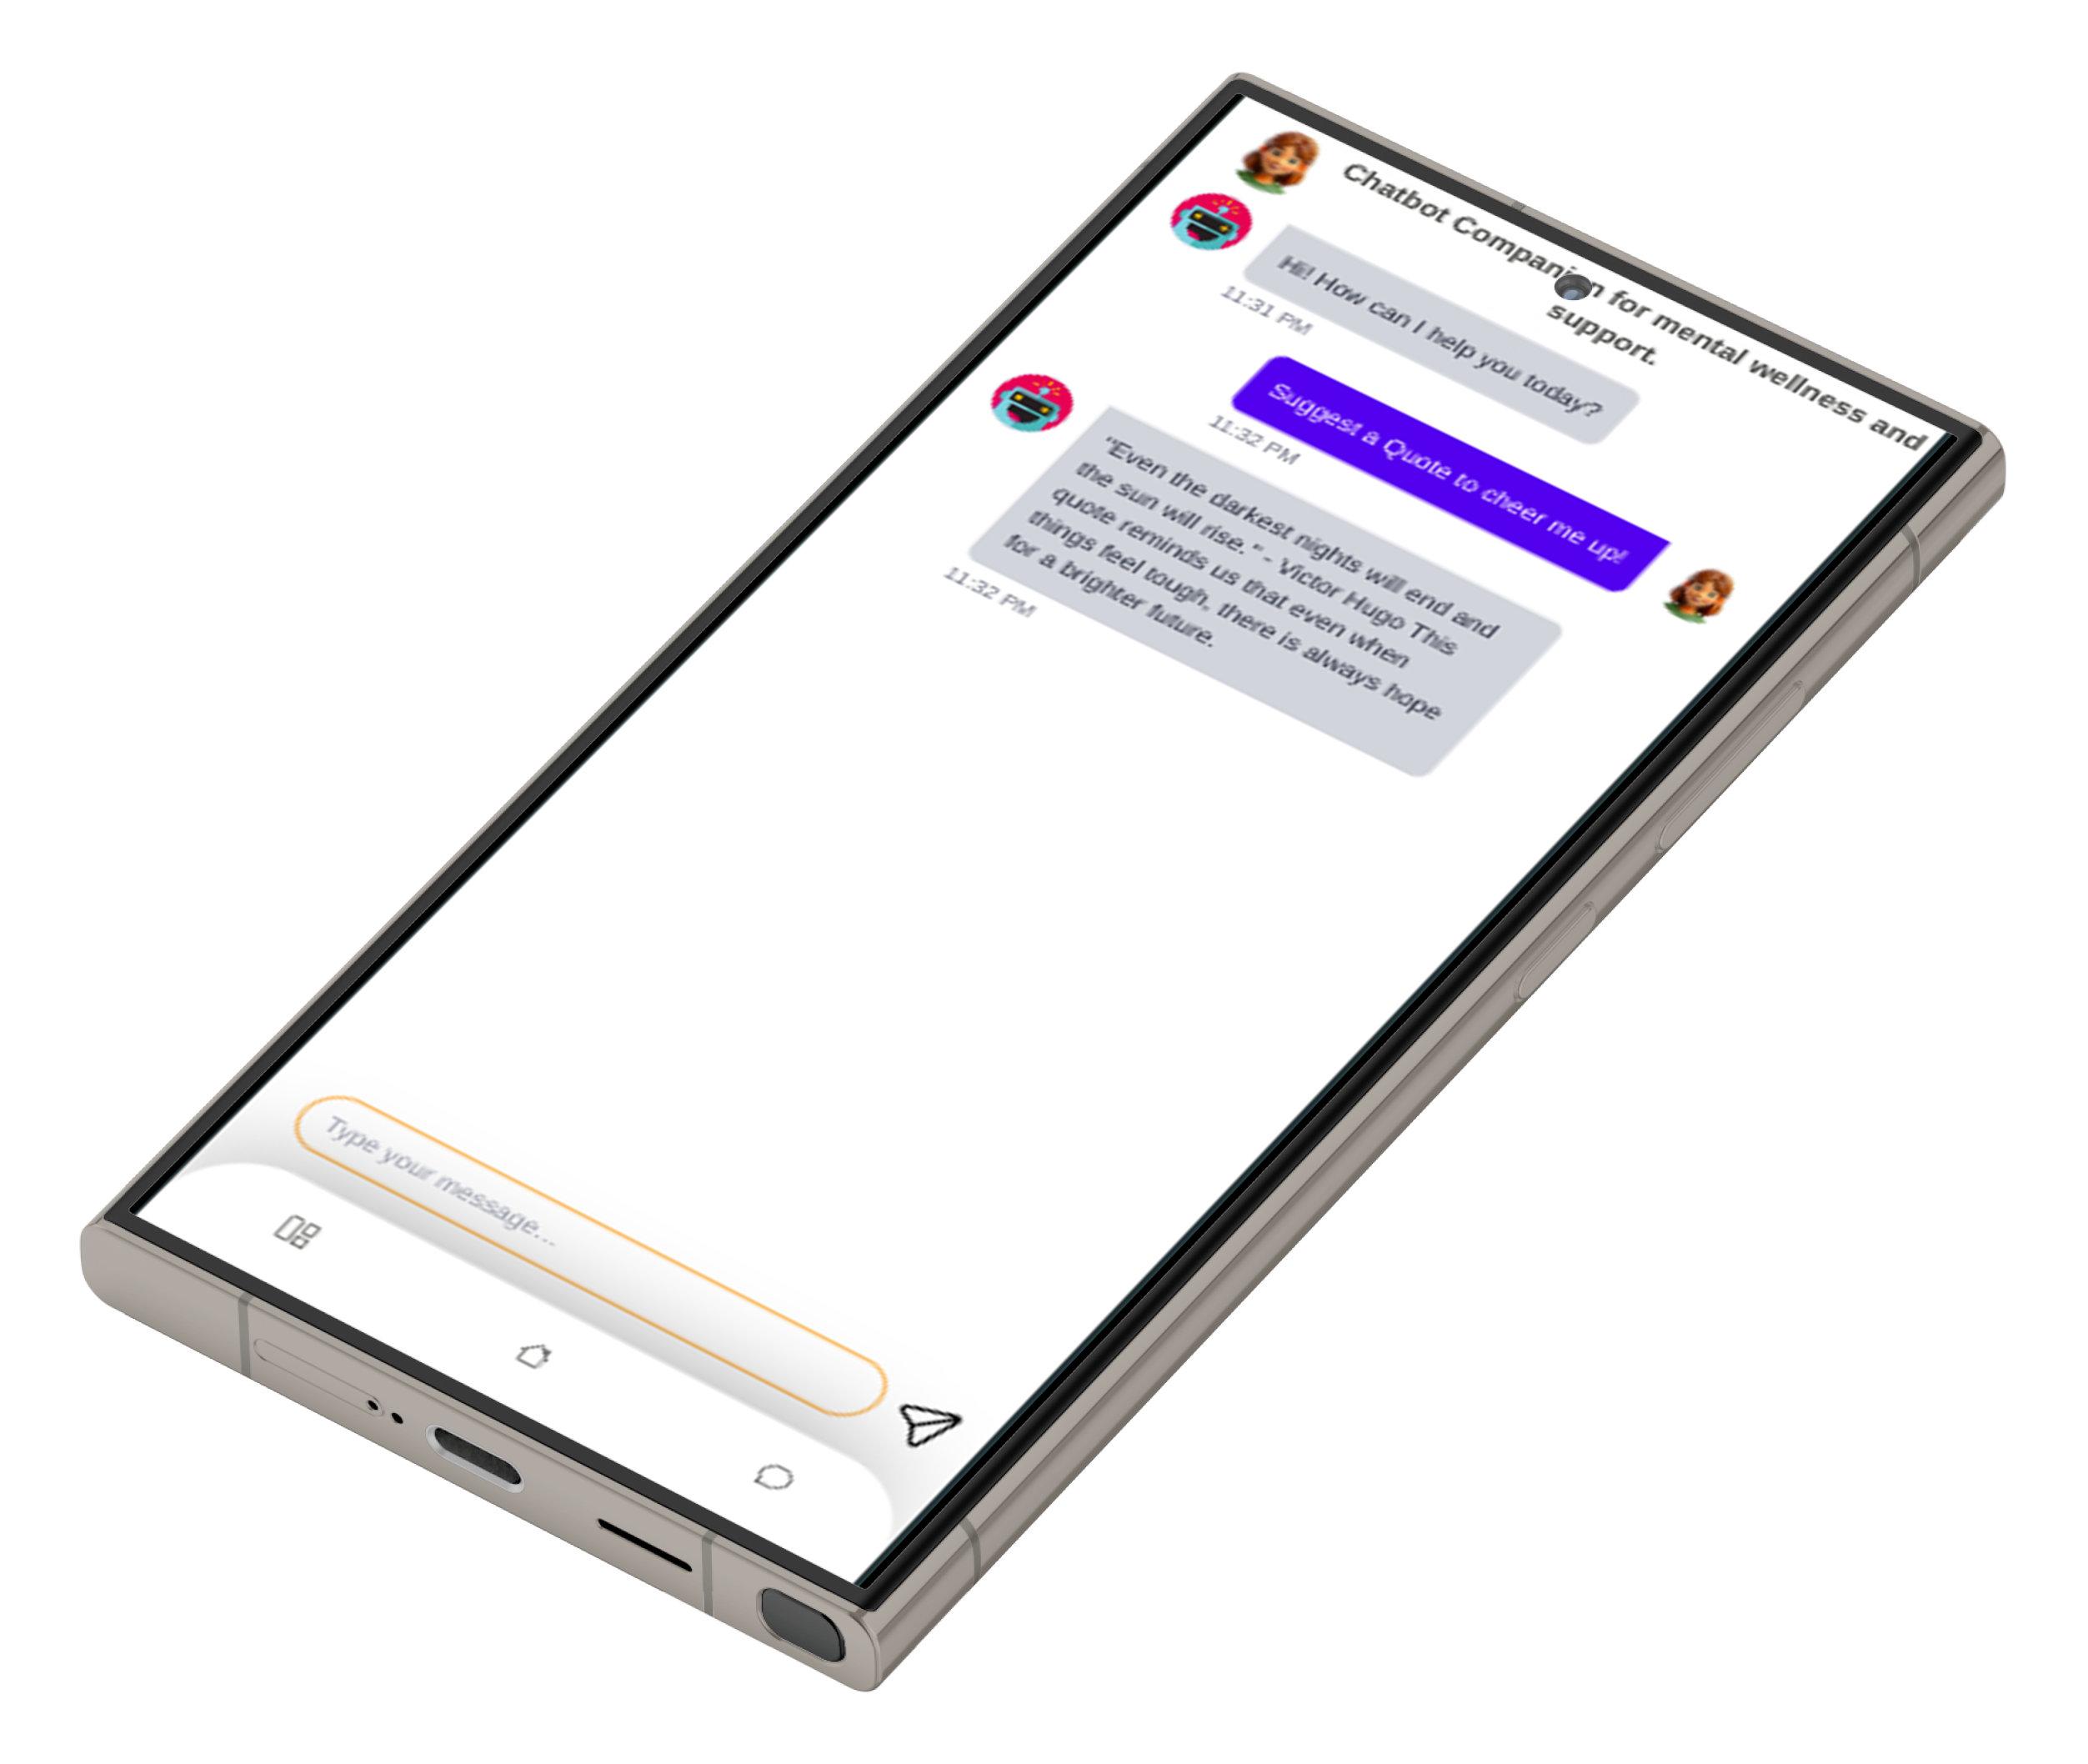 Chatbot Companion for mental wellness and
support.
Hi! How can I help you today?
11:31 PM
Suggest a Quote to cheer me up!
11:32 PM
"Even the darkest nights will end and
the sun will rise." - Victor Hugo This
quote reminds us that even when
things feel tough, there is always hope
for a brighter future.
11:32 PM
Type your message...